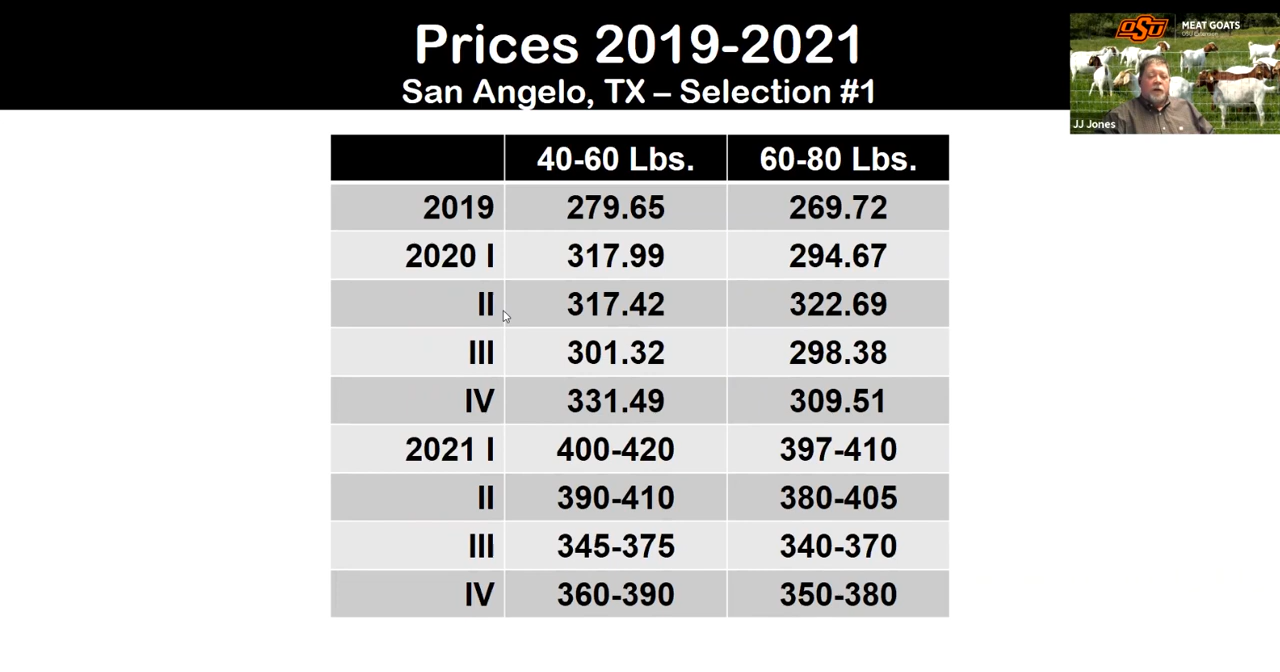 Prices 2019-2021
San Angelo, TX – Selection #1
OSU
MEAT GOATS
OSU Extension
JJ Jones
40-60 Lbs. 60-80 Lbs.
2019 279.65 269.72
2020 I 317.99 294.67
II 317.42 322.69
III 301.32 298.38
IV 331.49 309.51
2021 I 400-420 397-410
II 390-410 380-405
III 345-375 340-370
IV 360-390 350-380